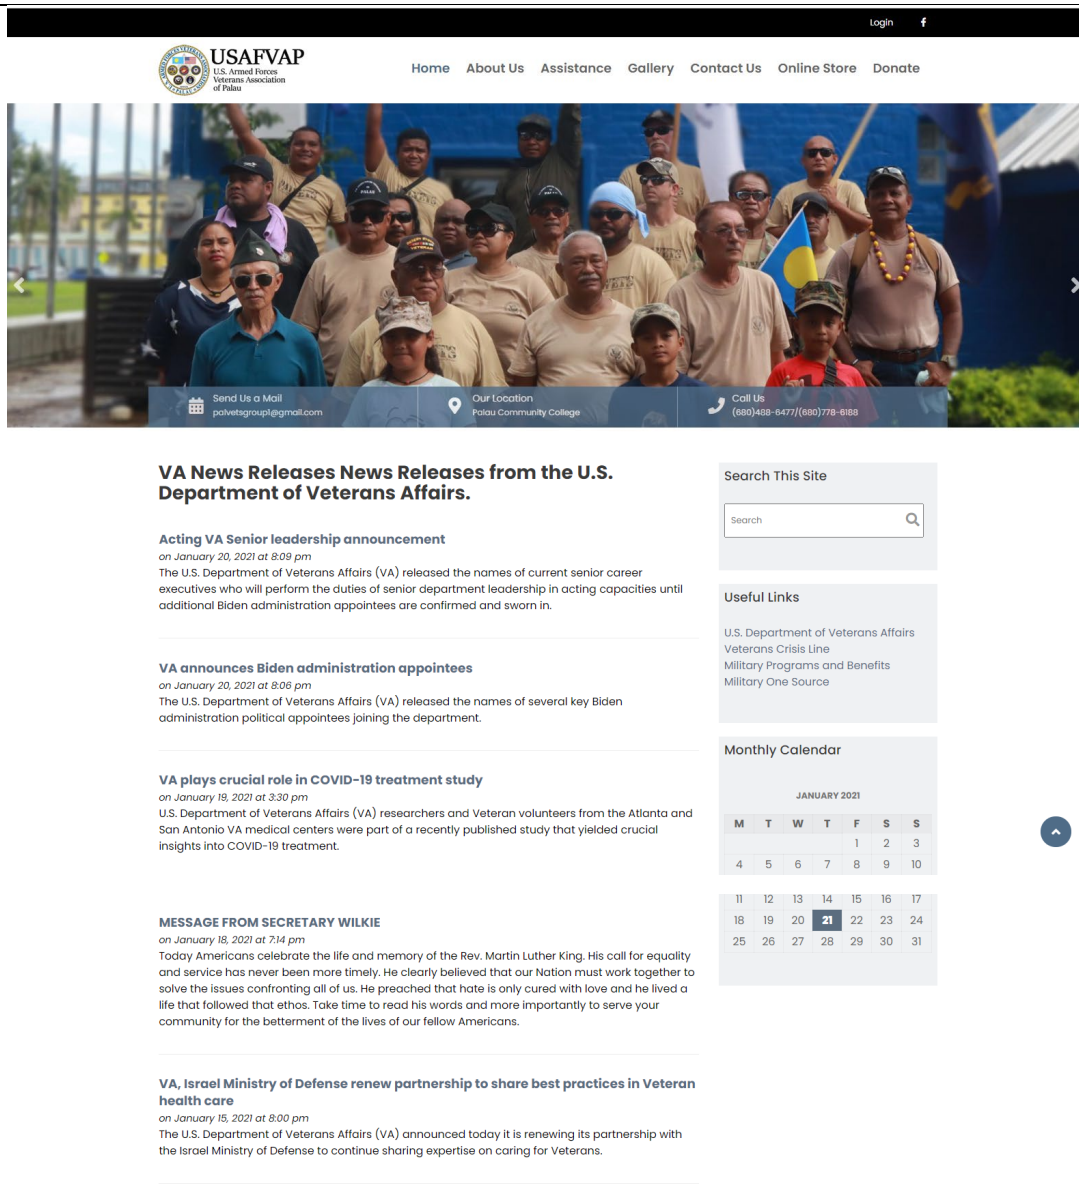 Login
USAFVAP
U.S. Armed Forces
Veterans Association
of Palau
Home About Us Assistance Gallery Contact Us Online Store Donate
Send Us a Mail
palvetsgroup1@gmail.com
Our Location
Palau Community College
Call Us
(680)488-6477/(680)778-6188
VA News Releases News Releases from the U.S.
Department of Veterans Affairs.
Acting VA Senior leadership announcement
on January 20, 2021 at 8:09 pm
The U.S. Department of Veterans Affairs (VA) released the names of current senior career
executives who will perform the duties of senior department leadership in acting capacities until
additional Biden administration appointees are confirmed and sworn in.
VA announces Biden administration appointees
on January 20, 2021 at 8:06 pm
The U.S. Department of Veterans Affairs (VA) released the names of several key Biden
administration political appointees joining the department.
VA plays crucial role in COVID-19 treatment study
on January 19, 2021 at 3:30 pm
U.S. Department of Veterans Affairs (VA) researchers and Veteran volunteers from the Atlanta and
San Antonio VA medical centers were part of a recently published study that yielded crucial
insights into COVID-19 treatment.
MESSAGE FROM SECRETARY WILKIE
on January 18, 2021 at 7:14 pm
Today Americans celebrate the life and memory of the Rev. Martin Luther King. His call for equality
and service has never been more timely. He clearly believed that our Nation must work together to
solve the issues confronting all of us. He preached that hate is only cured with love and he lived a
life that followed that ethos. Take time to read his words and more importantly to serve your
community for the betterment of the lives of our fellow Americans.
VA, Israel Ministry of Defense renew partnership to share best practices in Veteran
health care
on January 15, 2021 at 8:00 pm
The U.S. Department of Veterans Affairs (VA) announced today it is renewing its partnership with
the Israel Ministry of Defense to continue sharing expertise on caring for Veterans.
Search This Site
Search
Useful Links
U.S. Department of Veterans Affairs
Veterans Crisis Line
Military Programs and Benefits
Military One Source
Monthly Calendar
JANUARY 2021
M T W T F S S
1 2 3
4 5 6 7 8 9 10
11 12 13 14 15 16 17
18 19 20 21 22 23 24
25 26 27 28 29 30 31